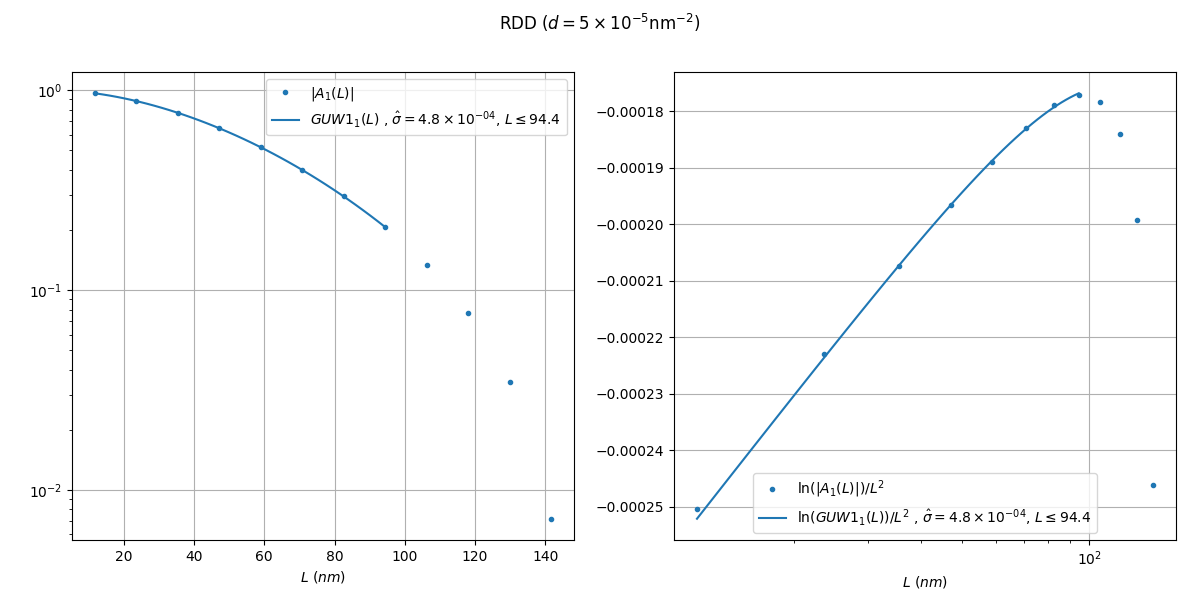 RDD (d = 5 × 10⁻⁵nm⁻²)
10⁰
10⁻¹
10⁻²
20 40 60 80 100 120 140
L (nm)
|A₁(L)|
GUW1₁(L) , σ̂ = 4.8 × 10⁻⁰⁴, L ≤ 94.4
−0.00018
−0.00019
−0.00020
−0.00021
−0.00022
−0.00023
−0.00024
−0.00025
10²
L (nm)
ln(|A₁(L)|)/L²
ln(GUW1₁(L))/L² , σ̂ = 4.8 × 10⁻⁰⁴, L ≤ 94.4